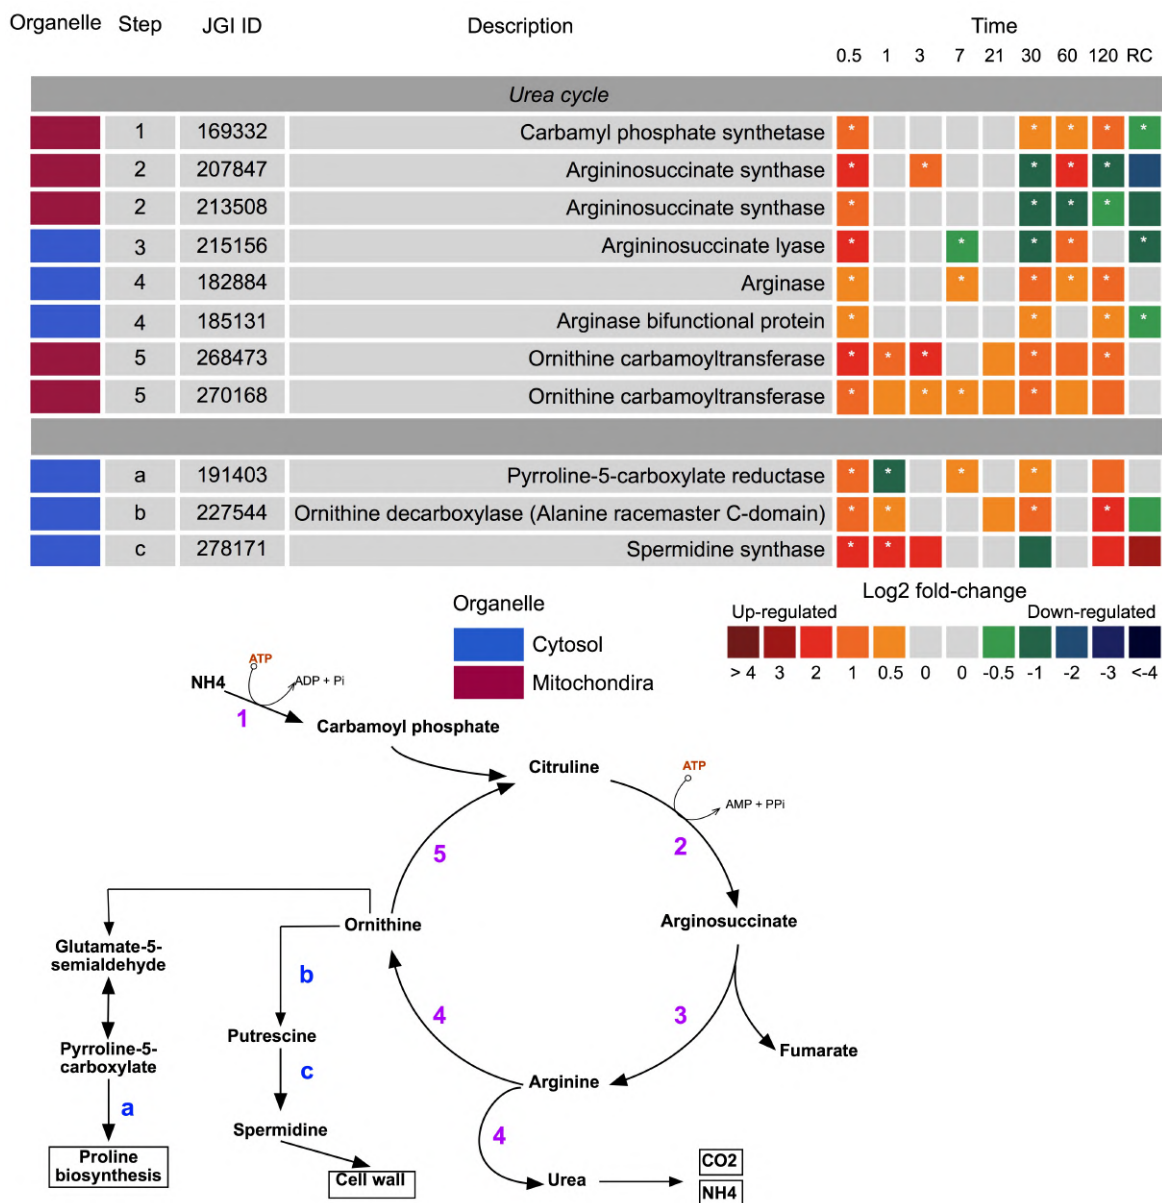 Organelle Step JGI ID Description Time
0.5 1 3 7 21 30 60 120 RC
Urea cycle
1 169332 Carbamyl phosphate synthetase * * * * *
2 207847 Argininosuccinate synthase * * * * *
2 213508 Argininosuccinate synthase * * * *
3 215156 Argininosuccinate lyase * * * * *
4 182884 Arginase * * * * *
4 185131 Arginase bifunctional protein * * * *
5 268473 Ornithine carbamoyltransferase * * * * *
5 270168 Ornithine carbamoyltransferase * * * *
a 191403 Pyrroline-5-carboxylate reductase * * * *
b 227544 Ornithine decarboxylase (Alanine racemaster C-domain) * * * *
c 278171 Spermidine synthase * *
Organelle
Cytosol
Mitochondira
Log2 fold-change
Up-regulated Down-regulated
> 4 3 2 1 0.5 0 0 -0.5 -1 -2 -3 <-4
ATP
NH4 ADP + Pi
1
Carbamoyl phosphate
Citruline
ATP
AMP + PPi
5 2
Ornithine
Arginosuccinate
Glutamate-5-
semialdehyde
b
4 3
Putrescine
Pyrroline-5-
carboxylate
Fumarate
c
Arginine
a
Spermidine
4
Proline
biosynthesis
Cell wall
Urea
CO2
NH4